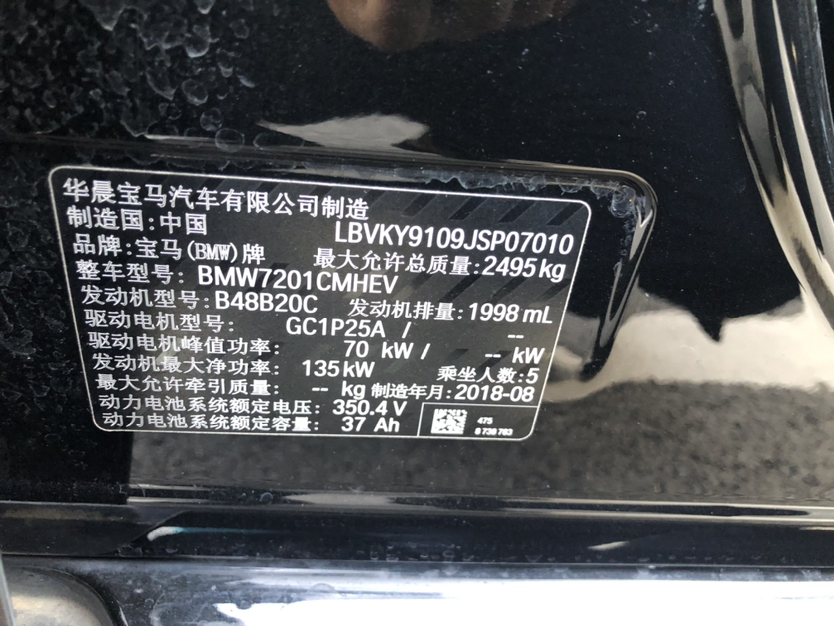 华晨宝马汽车有限公司制造
制造国:中国 LBVKY9109JSP07010
品牌:宝马(BMW)牌 最大允许总质量:2495kg
整车型号: BMW7201CMHEV
发动机型号:B48B20C 发动机排量:1998 mL
驱动电机型号: GC1P25A / --
驱动电机峰值功率: 70 kW / -- kW
发动机最大净功率: 135kW 乘坐人数:5
最大允许牵引质量: -- kg 制造年月:2018-08
动力电池系统额定电压: 350.4 V
动力电池系统额定容量: 37 Ah
475
6 738 763